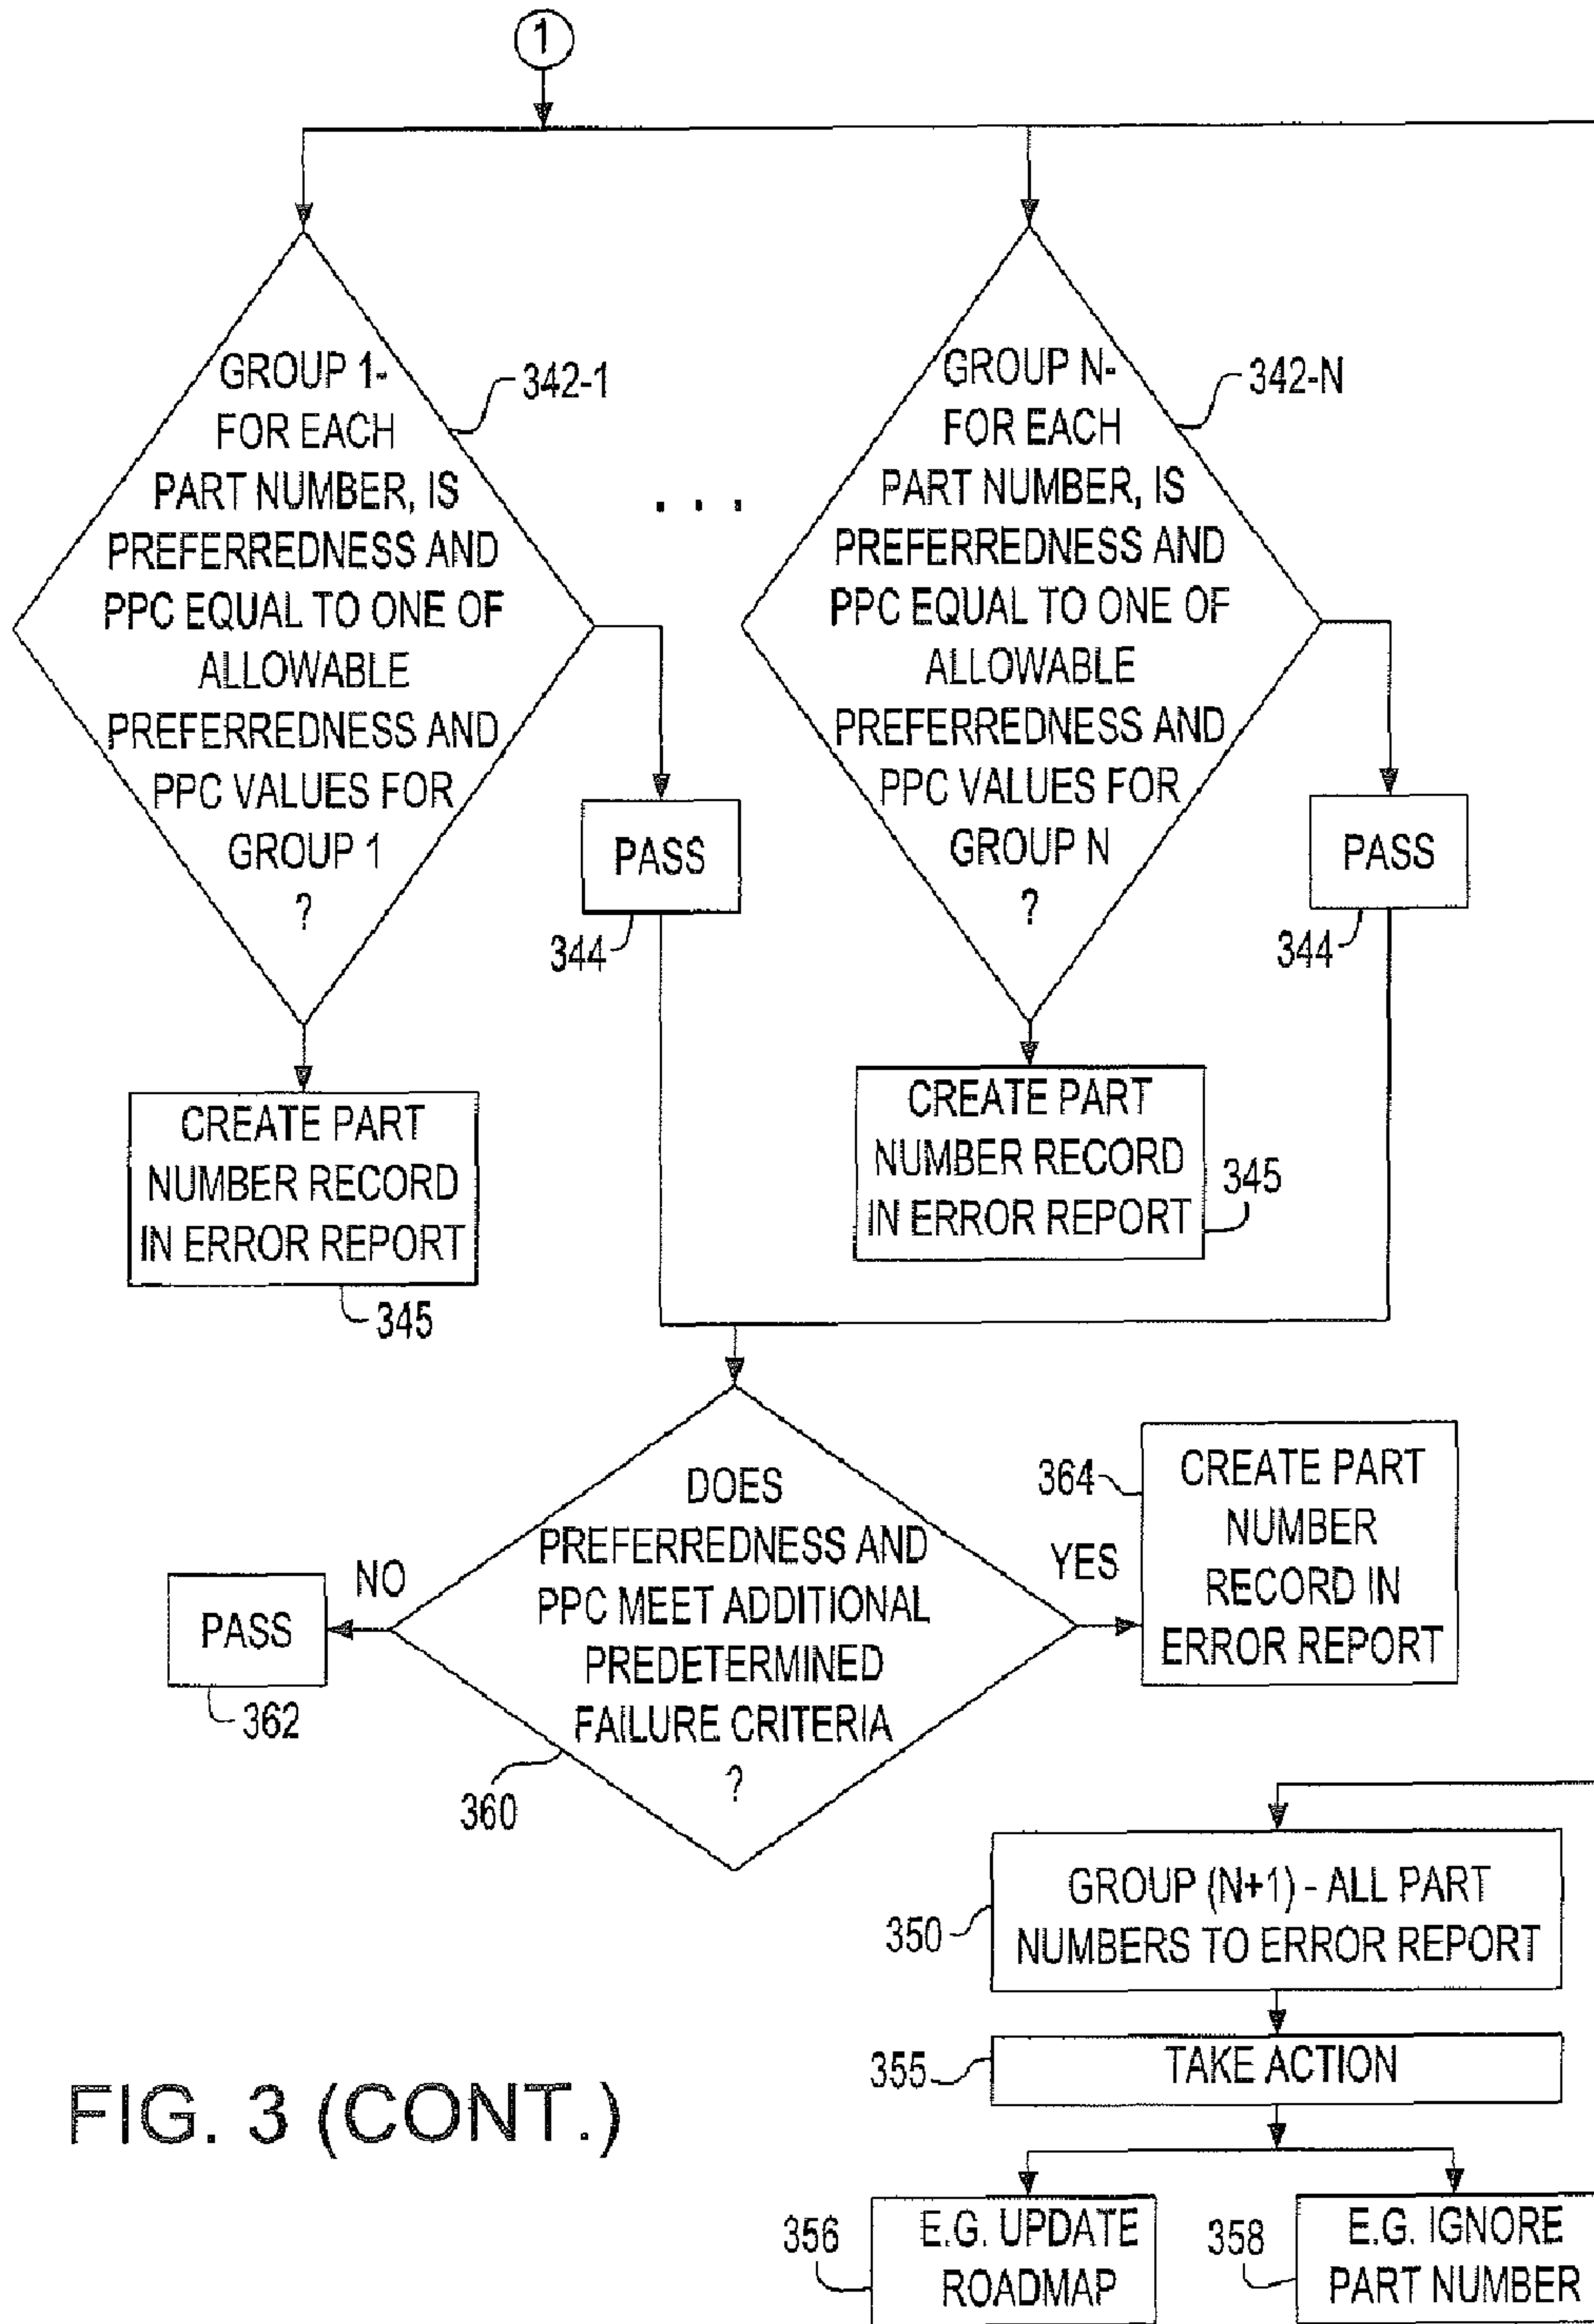 1
GROUP 1-
FOR EACH
PART NUMBER, IS
PREFERREDNESS AND
PPC EQUAL TO ONE OF
ALLOWABLE
PREFERREDNESS AND
PPC VALUES FOR
GROUP 1
?
342-1
. . .
GROUP N-
FOR EACH
PART NUMBER, IS
PREFERREDNESS AND
PPC EQUAL TO ONE OF
ALLOWABLE
PREFERREDNESS AND
PPC VALUES FOR
GROUP N
?
342-N
PASS
344
PASS
344
CREATE PART
NUMBER RECORD
IN ERROR REPORT
345
CREATE PART
NUMBER RECORD
IN ERROR REPORT
345
DOES
PREFERREDNESS AND
PPC MEET ADDITIONAL
PREDETERMINED
FAILURE CRITERIA
?
360
NO
PASS
362
YES
364
CREATE PART
NUMBER
RECORD IN
ERROR REPORT
350
GROUP (N+1) - ALL PART
NUMBERS TO ERROR REPORT
355
TAKE ACTION
356
E.G. UPDATE
ROADMAP
358
E.G. IGNORE
PART NUMBER
FIG. 3 (CONT.)